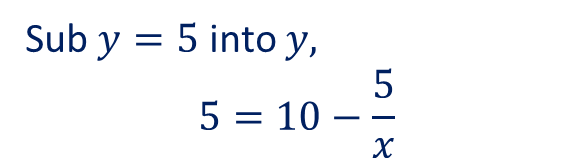 Sub y = 5 into y,
5 = 10 − 5/x